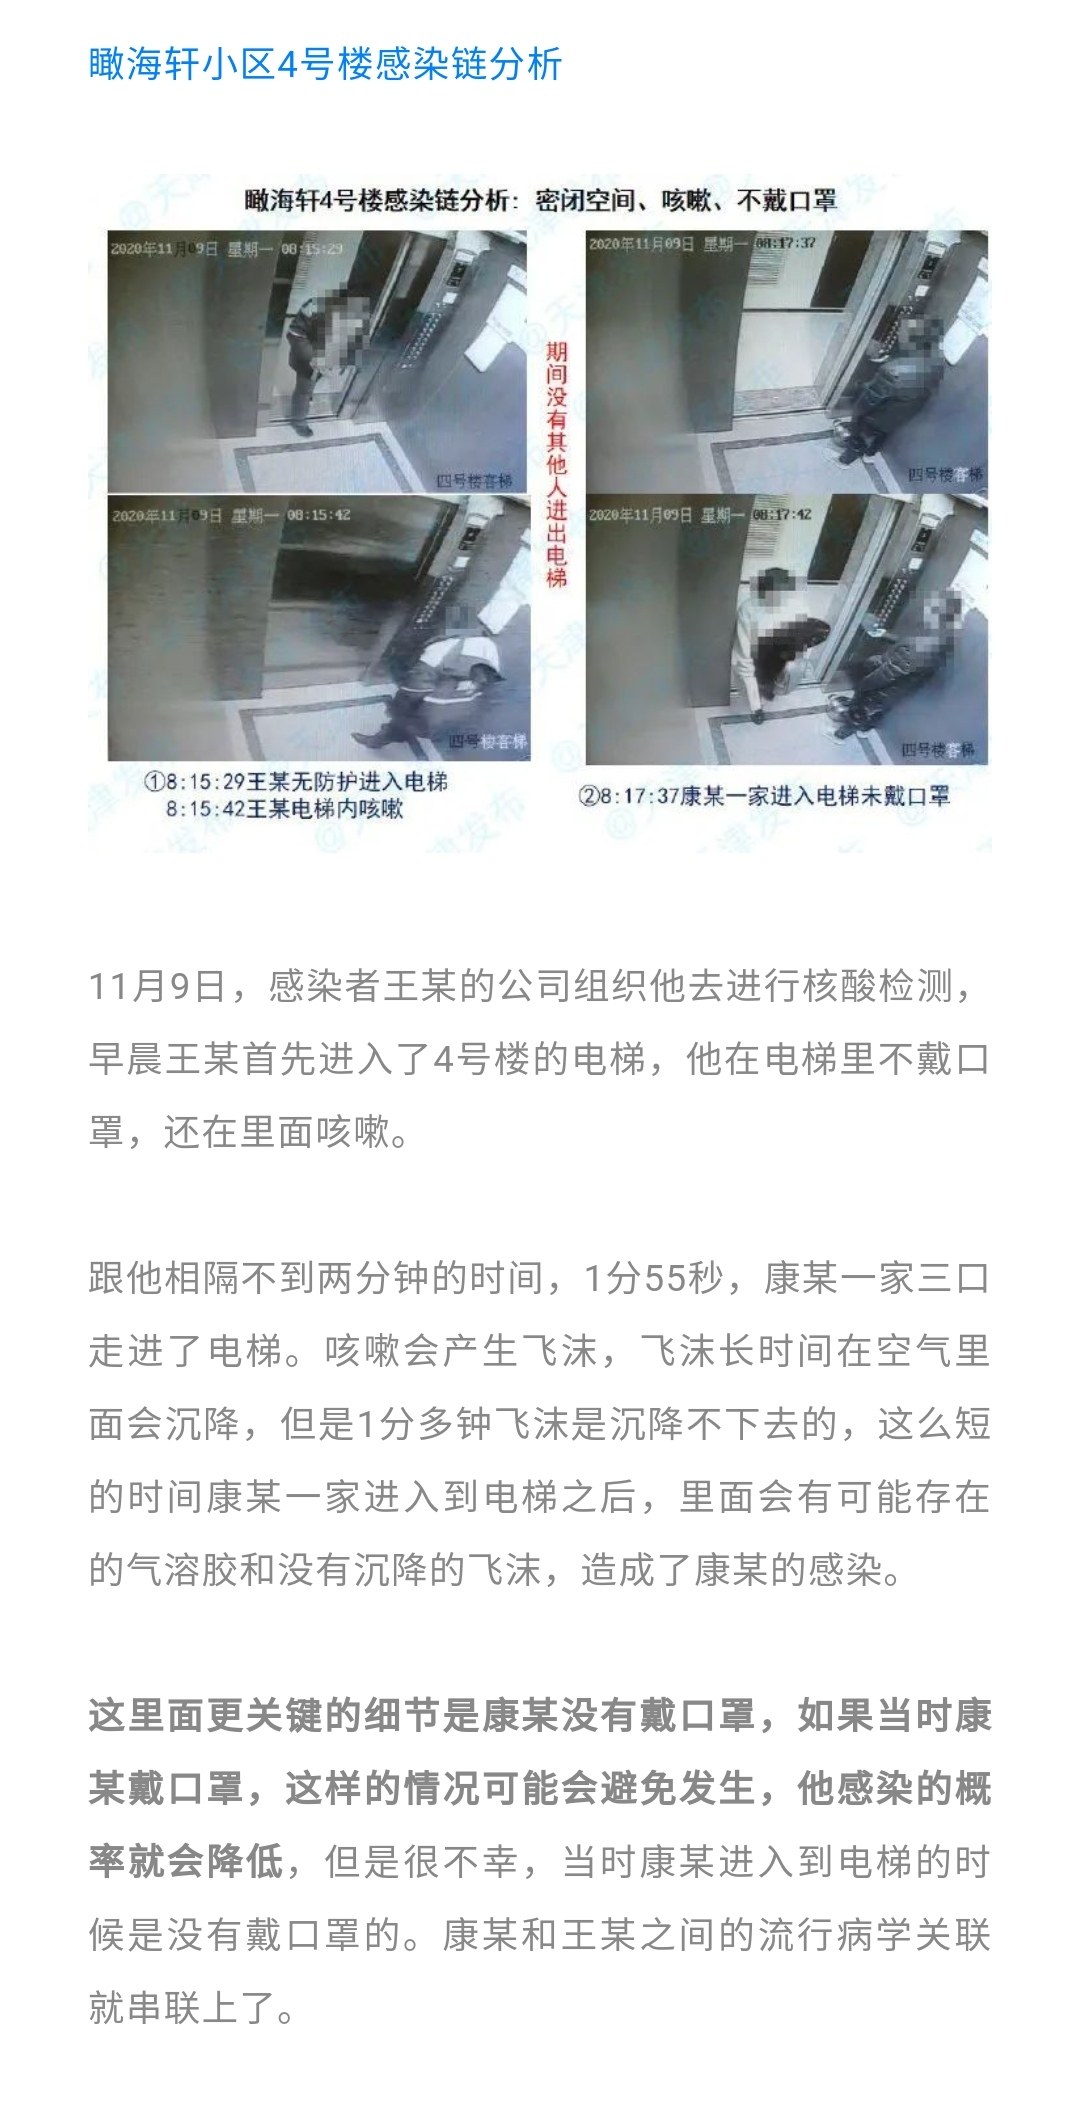 瞰海轩小区4号楼感染链分析
瞰海轩4号楼感染链分析：密闭空间、咳嗽、不戴口罩
2020年11月09日 星期一 08:15:29
四号楼客梯
2020年11月09日 星期一 08:15:42
四号楼客梯
①8:15:29王某无防护进入电梯
8:15:42王某电梯内咳嗽
期间没有其他人进出电梯
2020年11月09日 星期一 08:17:37
四号楼客梯
2020年11月09日 星期一 08:17:42
四号楼客梯
②8:17:37康某一家进入电梯未戴口罩
11月9日，感染者王某的公司组织他去进行核酸检测，
早晨王某首先进入了4号楼的电梯，他在电梯里不戴口
罩，还在里面咳嗽。
跟他相隔不到两分钟的时间，1分55秒，康某一家三口
走进了电梯。咳嗽会产生飞沫，飞沫长时间在空气里
面会沉降，但是1分多钟飞沫是沉降不下去的，这么短
的时间康某一家进入到电梯之后，里面会有可能存在
的气溶胶和没有沉降的飞沫，造成了康某的感染。
这里面更关键的细节是康某没有戴口罩，如果当时康
某戴口罩，这样的情况可能会避免发生，他感染的概
率就会降低，但是很不幸，当时康某进入到电梯的时
候是没有戴口罩的。康某和王某之间的流行病学关联
就串联上了。